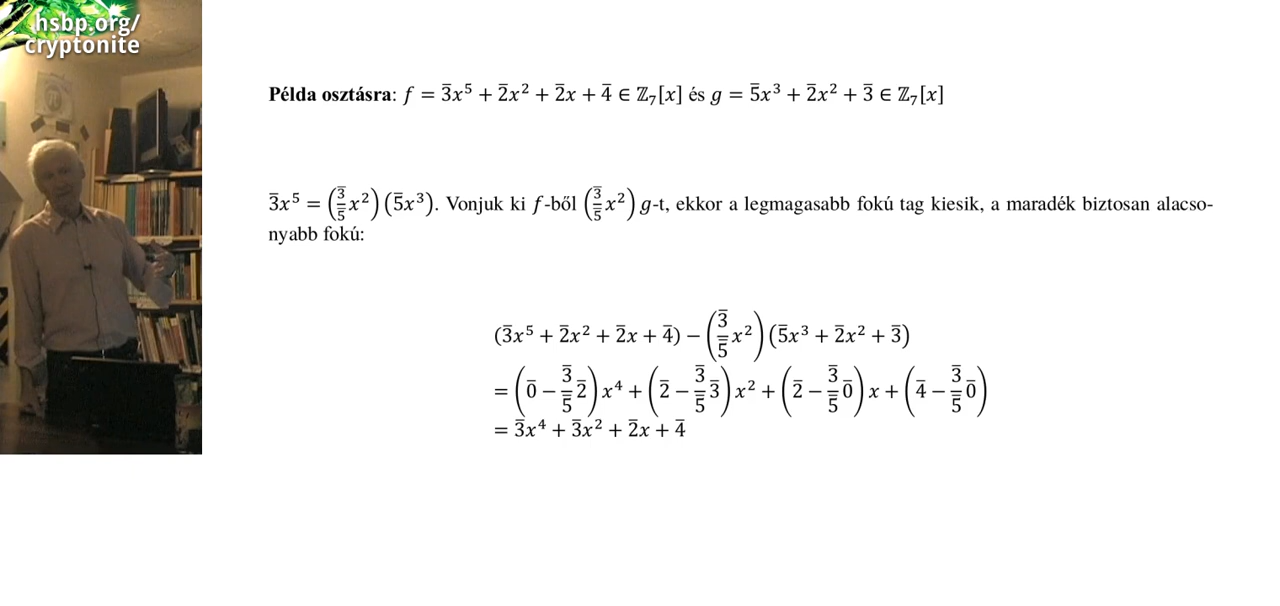 hsbp.org/
cryptonite
Példa osztásra: f = 3̅x⁵ + 2̅x² + 2̅x + 4̅ ∈ ℤ₇[x] és g = 5̅x³ + 2̅x² + 3̅ ∈ ℤ₇[x]
3̅x⁵ = (3̅/5̅ x²)(5̅x³). Vonjuk ki f-ből (3̅/5̅ x²) g-t, ekkor a legmagasabb fokú tag kiesik, a maradék biztosan alacso-
nyabb fokú:
(3̅x⁵ + 2̅x² + 2̅x + 4̅) − (3̅/5̅ x²)(5̅x³ + 2̅x² + 3̅)
= (0̅ − 3̅/5̅ 2̅) x⁴ + (2̅ − 3̅/5̅ 3̅) x² + (2̅ − 3̅/5̅ 0̅) x + (4̅ − 3̅/5̅ 0̅)
= 3̅x⁴ + 3̅x² + 2̅x + 4̅